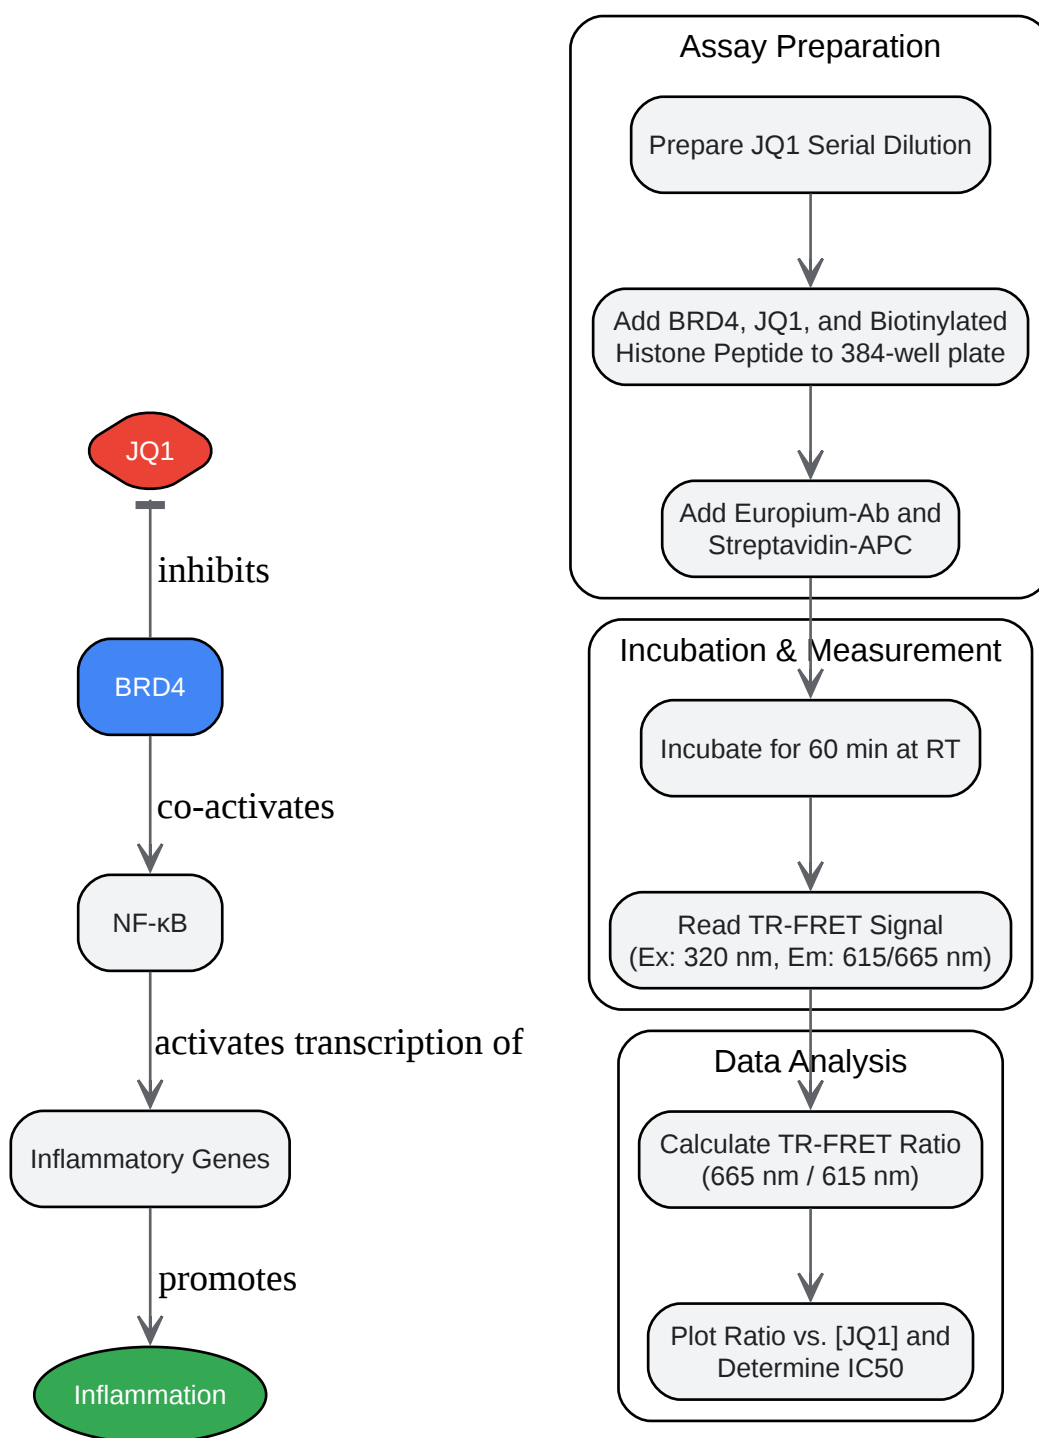 JQ1
inhibits
BRD4
co-activates
NF-κB
activates transcription of
Inflammatory Genes
promotes
Inflammation
Assay Preparation
Prepare JQ1 Serial Dilution
Add BRD4, JQ1, and Biotinylated
Histone Peptide to 384-well plate
Add Europium-Ab and
Streptavidin-APC
Incubation & Measurement
Incubate for 60 min at RT
Read TR-FRET Signal
(Ex: 320 nm, Em: 615/665 nm)
Data Analysis
Calculate TR-FRET Ratio
(665 nm / 615 nm)
Plot Ratio vs. [JQ1] and
Determine IC50